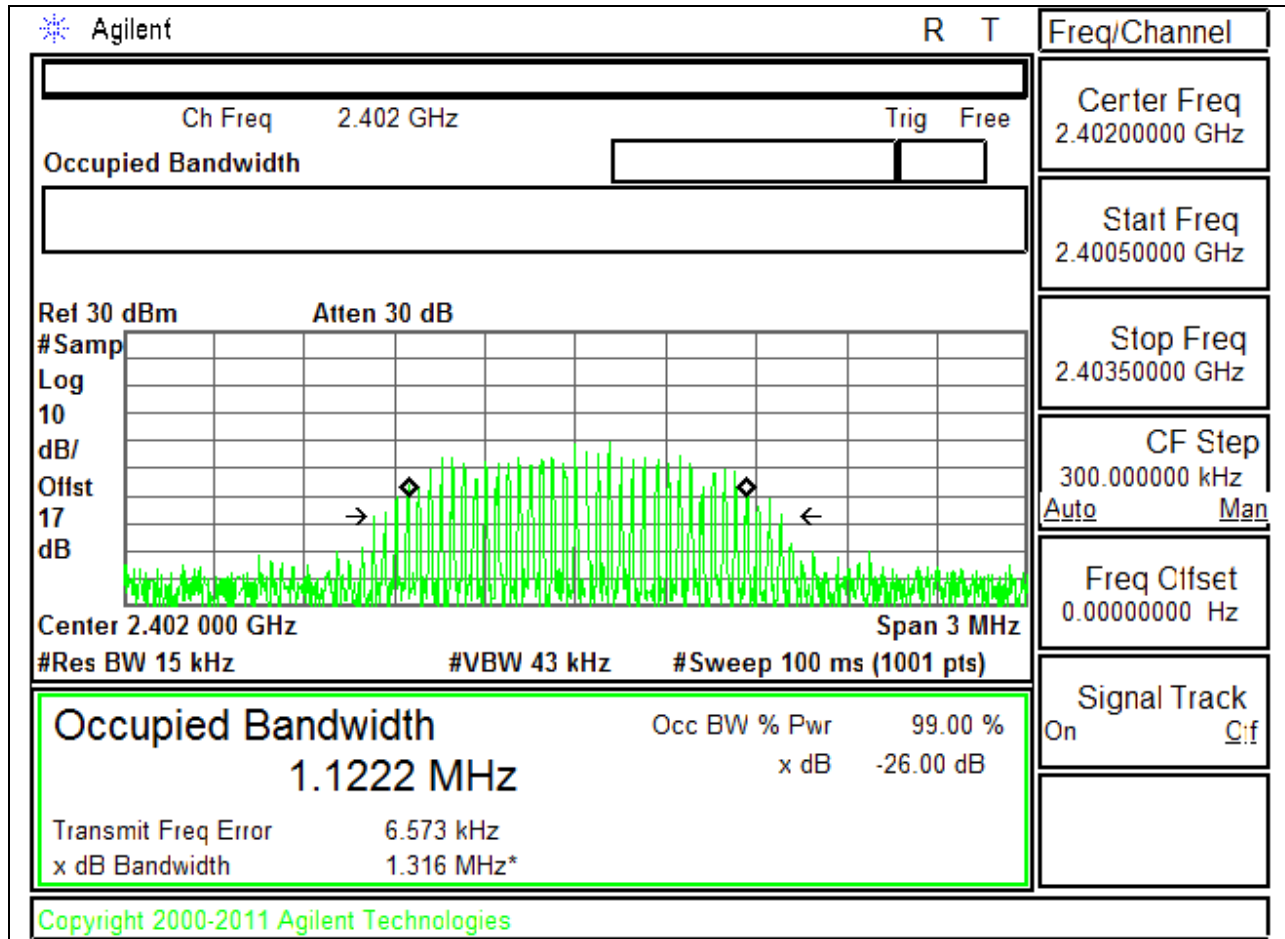 Agilent R T
Freq/Channel
Ch Freq 2.402 GHz Trig Free
Occupied Bandwidth
Center Freq
2.40200000 GHz
Start Freq
2.40050000 GHz
Stop Freq
2.40350000 GHz
CF Step
300.000000 kHz
Auto Man
Freq Offset
0.00000000 Hz
Signal Track
On Off
Ref 30 dBm Atten 30 dB
#Samp
Log
10
dB/
Offst
17
dB
Center 2.402 000 GHz Span 3 MHz
#Res BW 15 kHz #VBW 43 kHz #Sweep 100 ms (1001 pts)
Occupied Bandwidth
1.1222 MHz
Occ BW % Pwr 99.00 %
x dB -26.00 dB
Transmit Freq Error 6.573 kHz
x dB Bandwidth 1.316 MHz*
Copyright 2000-2011 Agilent Technologies